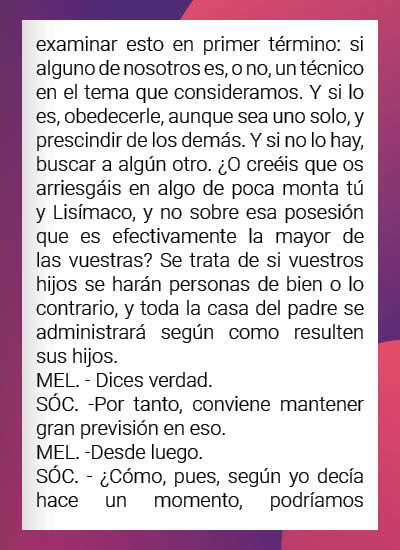 examinar esto en primer término: si
alguno de nosotros es, o no, un técnico
en el tema que consideramos. Y si lo
es, obedecerle, aunque sea uno solo, y
prescindir de los demás. Y si no lo hay,
buscar a algún otro. ¿O creéis que os
arriesgáis en algo de poca monta tú
y Lisímaco, y no sobre esa posesión
que es efectivamente la mayor de
las vuestras? Se trata de si vuestros
hijos se harán personas de bien o lo
contrario, y toda la casa del padre se
administrará según como resulten
sus hijos.
MEL. - Dices verdad.
SÓC. -Por tanto, conviene mantener
gran previsión en eso.
MEL. -Desde luego.
SÓC. - ¿Cómo, pues, según yo decía
hace un momento, podríamos